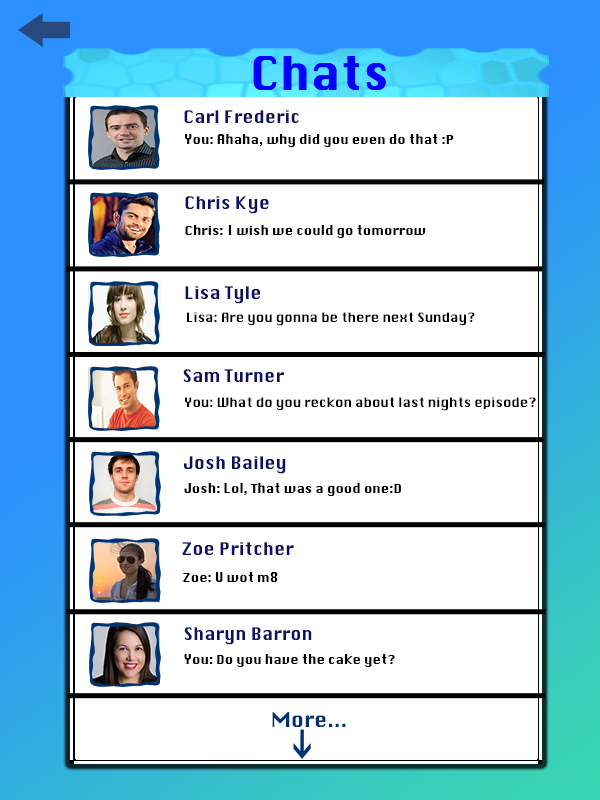 Chats
Carl Frederic
You: Ahaha, why did you even do that :P
Chris Kye
Chris: I wish we could go tomorrow
Lisa Tyle
Lisa: Are you gonna be there next Sunday?
Sam Turner
You: What do you reckon about last nights episode?
Josh Bailey
Josh: Lol, That was a good one:D
Zoe Pritcher
Zoe: U wot m8
Sharyn Barron
You: Do you have the cake yet?
More...